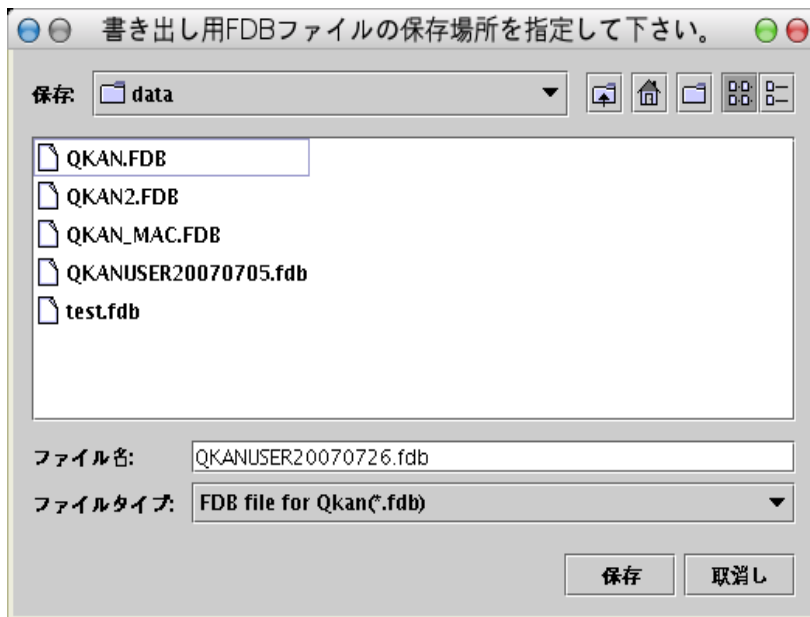 書き出し用FDBファイルの保存場所を指定して下さい。
保存: data
QKAN.FDB
QKAN2.FDB
QKAN_MAC.FDB
QKANUSER20070705.fdb
test.fdb
ファイル名: QKANUSER20070726.fdb
ファイルタイプ: FDB file for Qkan(*.fdb)
保存 取消し